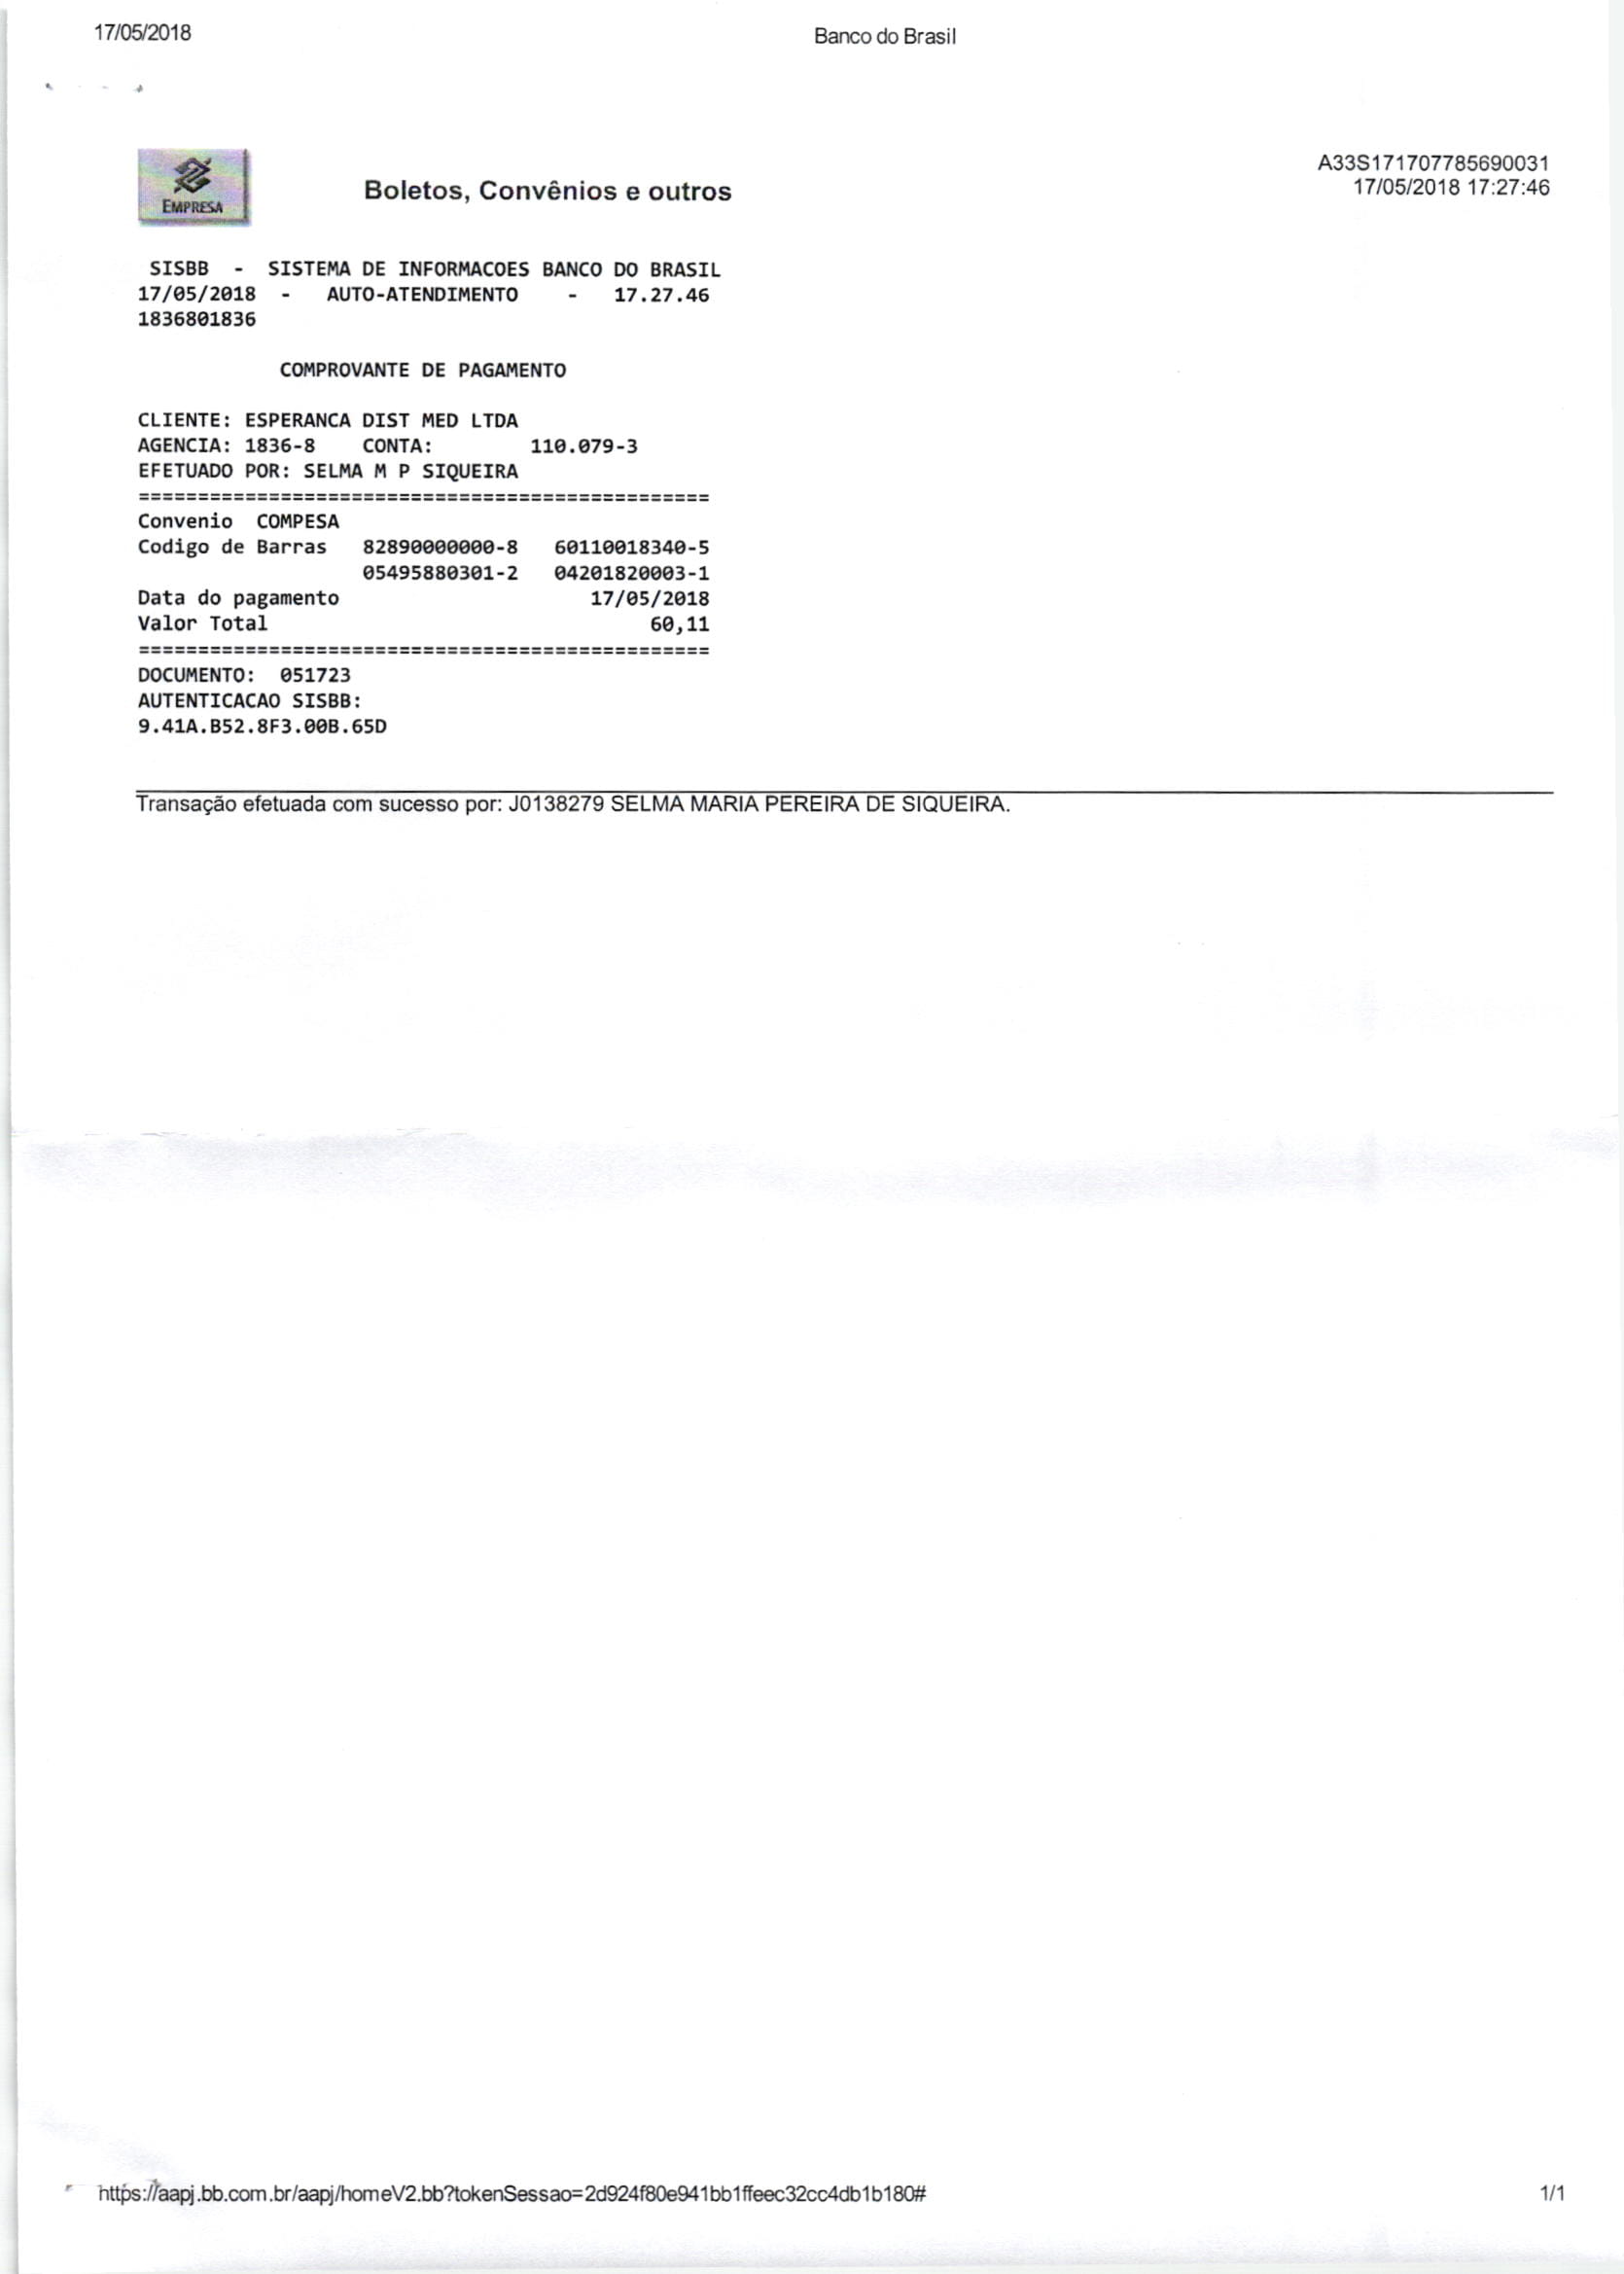 17/05/2018 Banco do Brasil
EMPRESA
Boletos, Convênios e outros
A33S171707785690031
17/05/2018 17:27:46
SISBB - SISTEMA DE INFORMACOES BANCO DO BRASIL
17/05/2018 - AUTO-ATENDIMENTO - 17.27.46
1836801836
COMPROVANTE DE PAGAMENTO
CLIENTE: ESPERANCA DIST MED LTDA
AGENCIA: 1836-8 CONTA: 110.079-3
EFETUADO POR: SELMA M P SIQUEIRA
================================================
Convenio COMPESA
Codigo de Barras 82890000000-8 60110018340-5
05495880301-2 04201820003-1
Data do pagamento 17/05/2018
Valor Total 60,11
================================================
DOCUMENTO: 051723
AUTENTICACAO SISBB:
9.41A.B52.8F3.00B.65D
Transação efetuada com sucesso por: J0138279 SELMA MARIA PEREIRA DE SIQUEIRA.
https://aapj.bb.com.br/aapj/homeV2.bb?tokenSessao=2d924f80e941bb1ffeec32cc4db1b180# 1/1